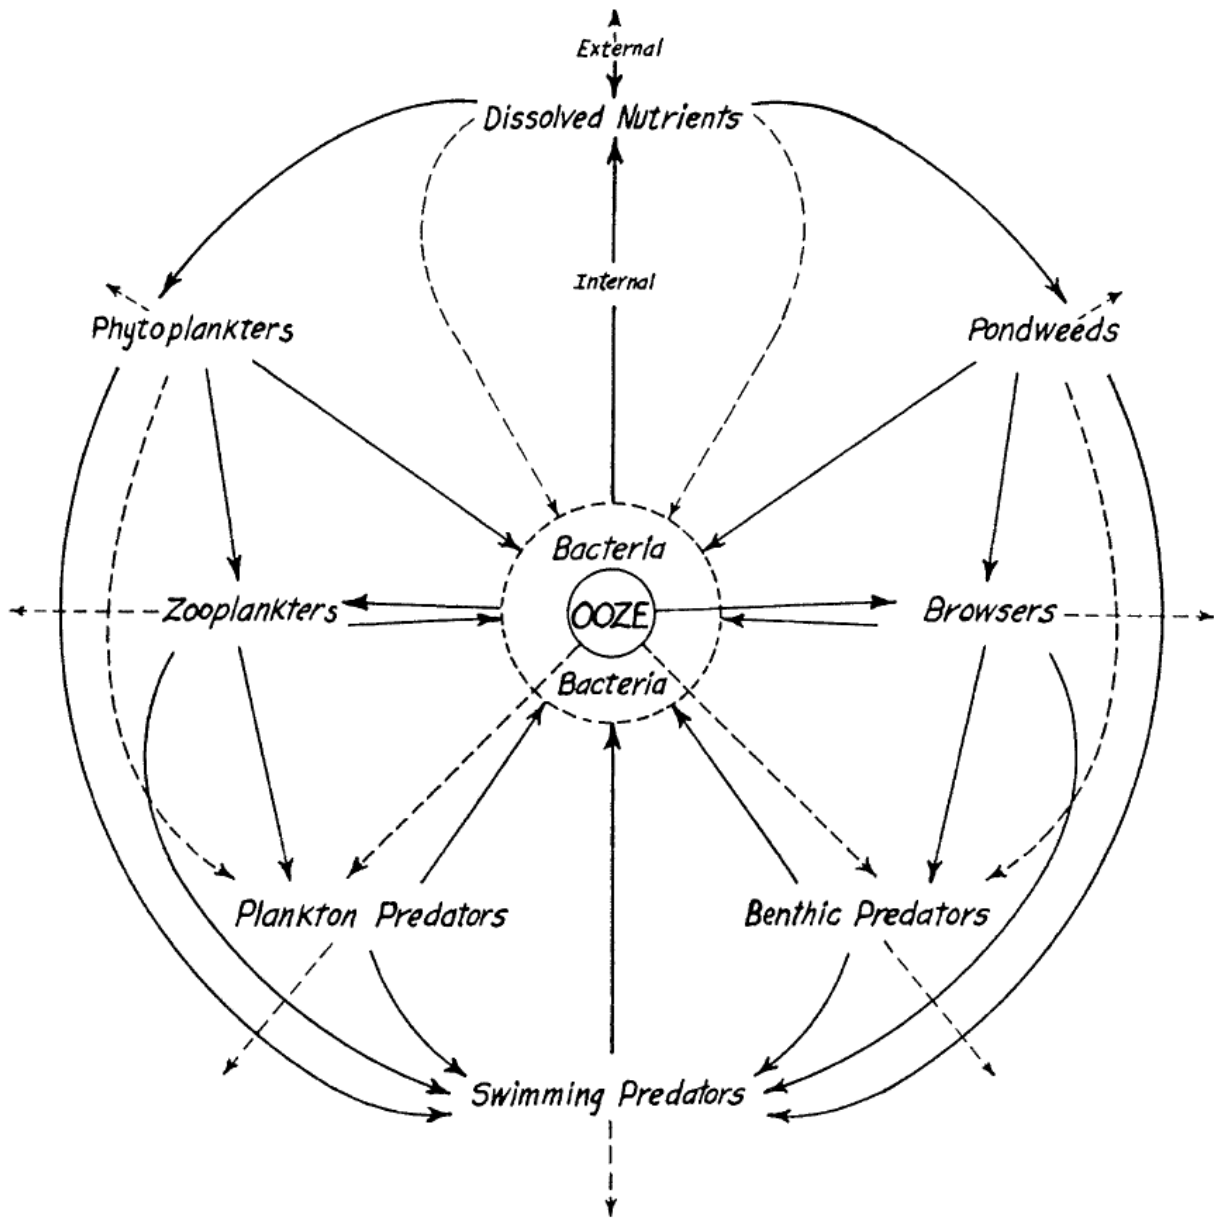 External
Dissolved Nutrients
Internal
Phytoplankters
Pondweeds
Bacteria
Zooplankters
OOZE
Browsers
Bacteria
Plankton Predators
Benthic Predators
Swimming Predators